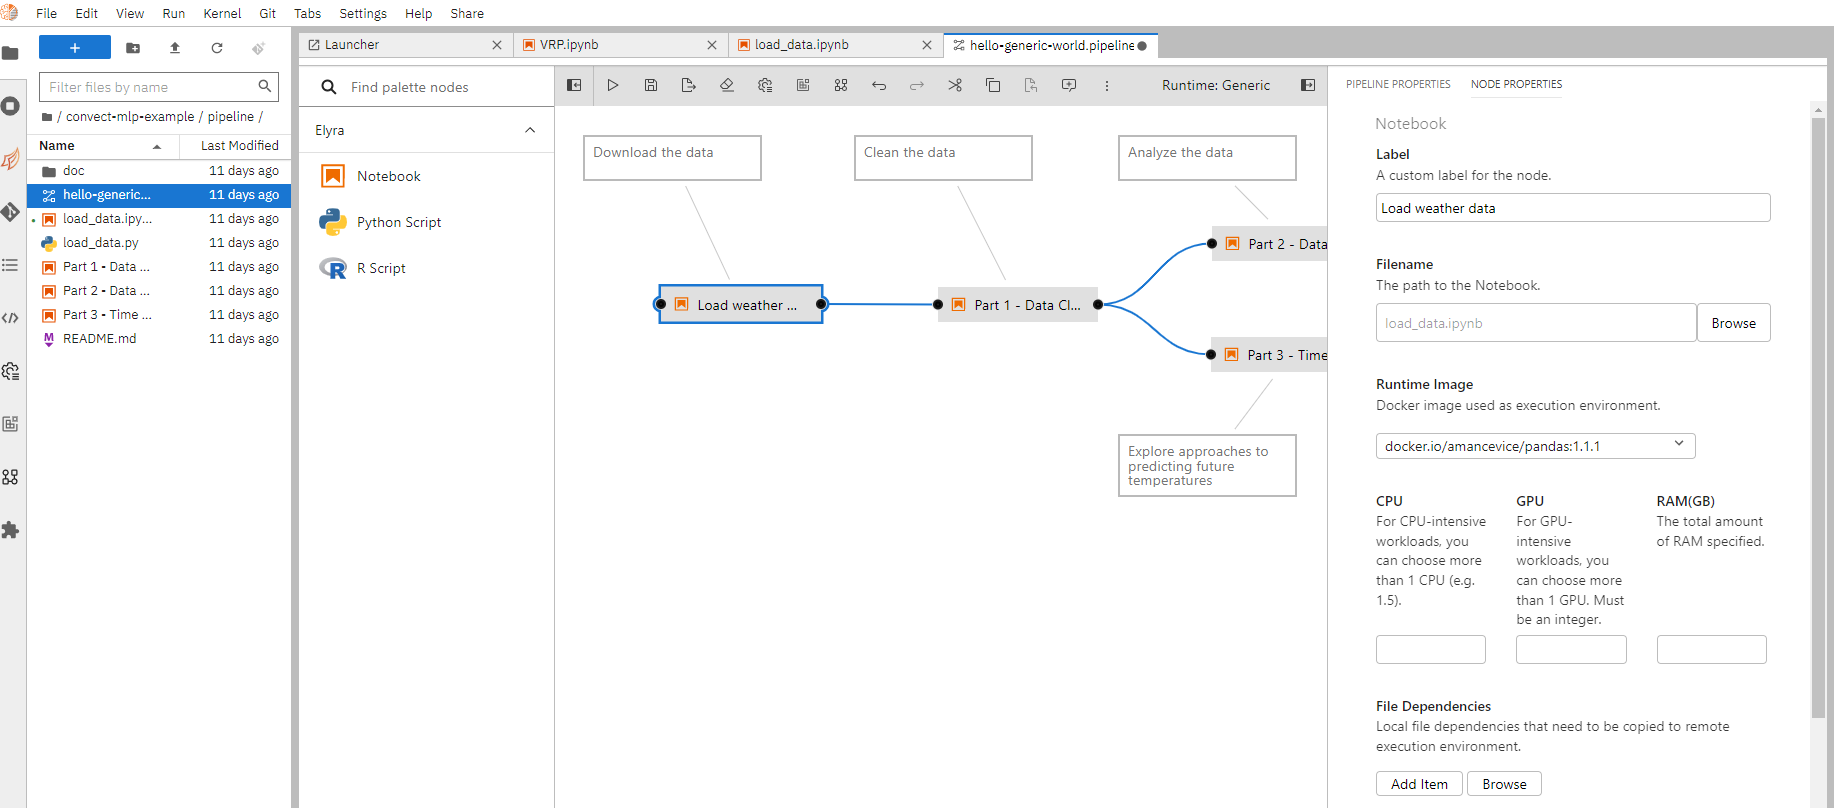 File Edit View Run Kernel Git Tabs Settings Help Share
+
Filter files by name
/ convect-mlp-example / pipeline /
Name Last Modified
doc 11 days ago
hello-generic... 11 days ago
load_data.ipy... 11 days ago
load_data.py 11 days ago
Part 1 - Data ... 11 days ago
Part 2 - Data ... 11 days ago
Part 3 - Time ... 11 days ago
README.md 11 days ago
Launcher
VRP.ipynb
load_data.ipynb
hello-generic-world.pipeline
Find palette nodes
Elyra
Notebook
Python Script
R Script
Runtime: Generic
Download the data
Clean the data
Analyze the data
Load weather ...
Part 1 - Data Cl...
Part 2 - Data
Part 3 - Time
Explore approaches to
predicting future
temperatures
PIPELINE PROPERTIES NODE PROPERTIES
Notebook
Label
A custom label for the node.
Load weather data
Filename
The path to the Notebook.
load_data.ipynb
Browse
Runtime Image
Docker image used as execution environment.
docker.io/amancevice/pandas:1.1.1
CPU
For CPU-intensive
workloads, you
can choose more
than 1 CPU (e.g.
1.5).
GPU
For GPU-
intensive
workloads, you
can choose more
than 1 GPU. Must
be an integer.
RAM(GB)
The total amount
of RAM specified.
File Dependencies
Local file dependencies that need to be copied to remote
execution environment.
Add Item Browse